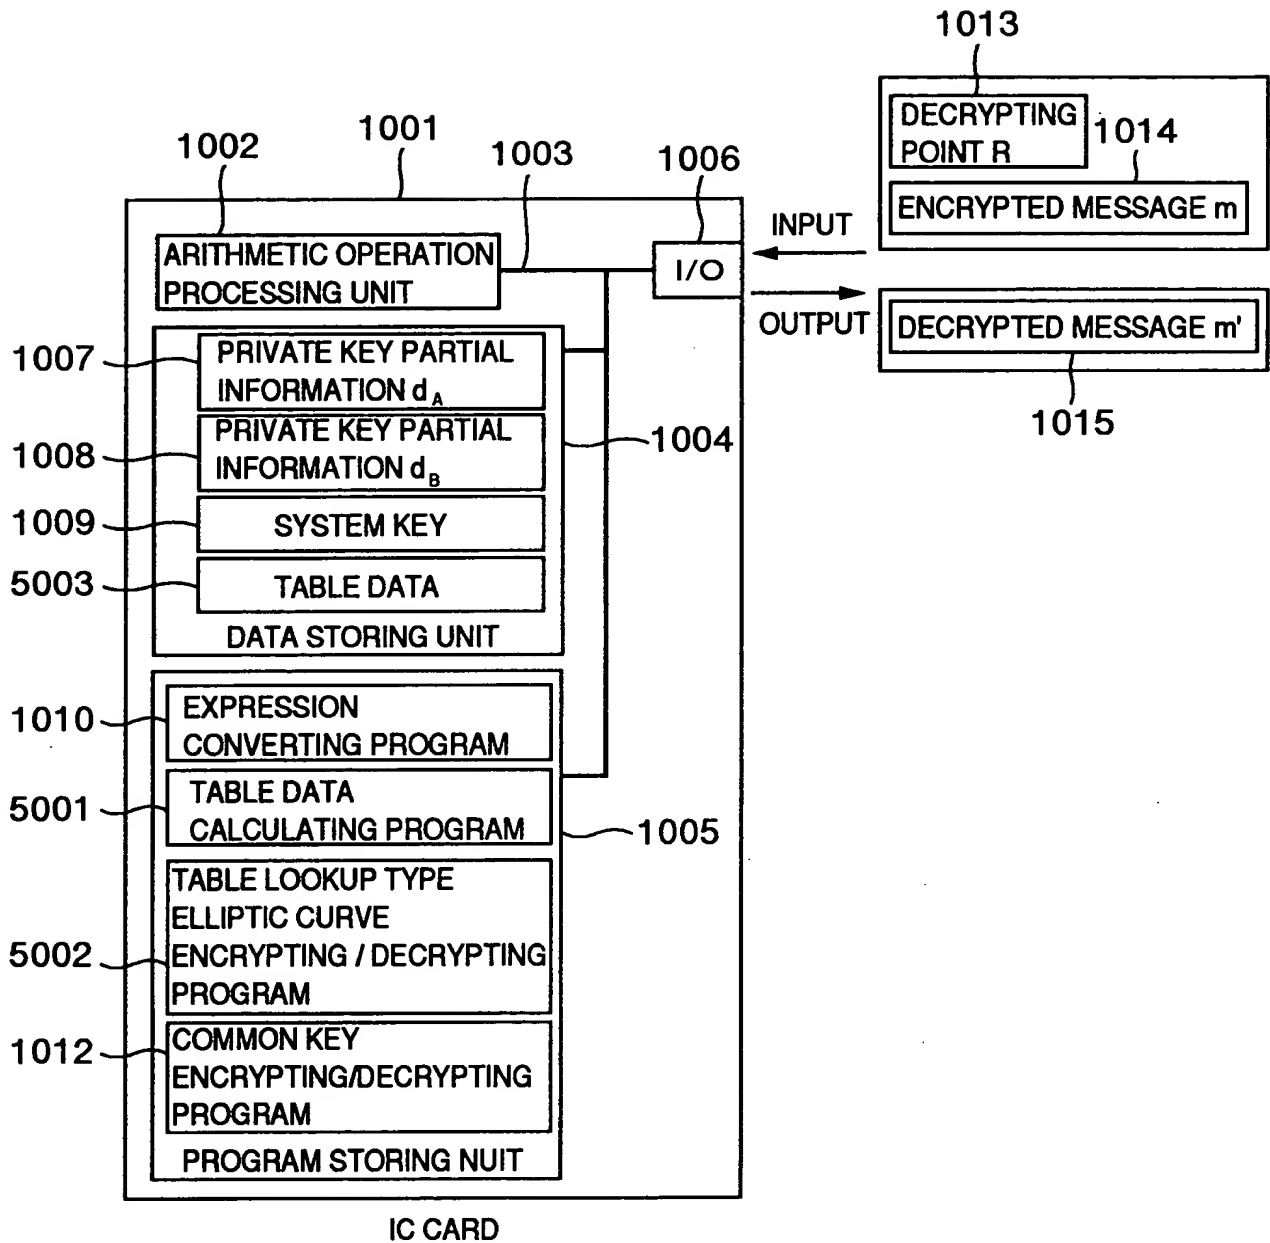 1013
DECRYPTING
POINT R
1014
ENCRYPTED MESSAGE m
1001
1002
1003
1006
INPUT
ARITHMETIC OPERATION
PROCESSING UNIT
I/O
OUTPUT
DECRYPTED MESSAGE m'
1015
1007
PRIVATE KEY PARTIAL
INFORMATION dA
1008
PRIVATE KEY PARTIAL
INFORMATION dB
1004
1009
SYSTEM KEY
5003
TABLE DATA
DATA STORING UNIT
1010
EXPRESSION
CONVERTING PROGRAM
5001
TABLE DATA
CALCULATING PROGRAM
1005
5002
TABLE LOOKUP TYPE
ELLIPTIC CURVE
ENCRYPTING / DECRYPTING
PROGRAM
1012
COMMON KEY
ENCRYPTING/DECRYPTING
PROGRAM
PROGRAM STORING NUIT
IC CARD